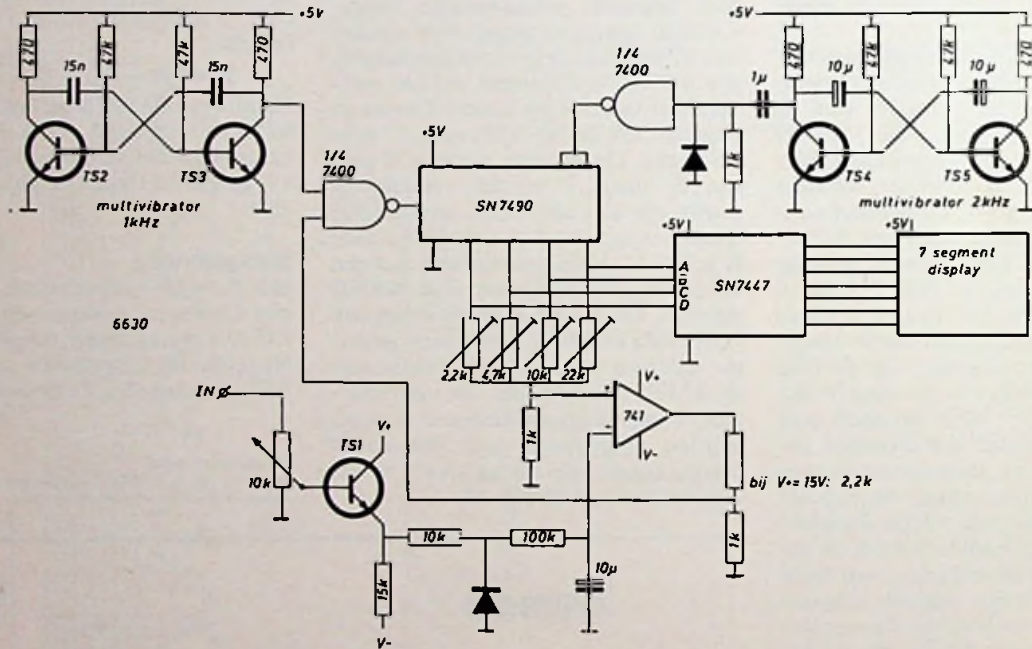 +5V
470
47k
47k
470
15n
15n
TS2
TS3
multivibrator
1kHz
1/4
7400
1/4
7400
+5V
SN7490
+5V
470
47k
47k
470
1µ
10µ
10µ
1k
TS4
TS5
multivibrator 2kHz
+5V
+5V
A
B
C
D
SN7447
7 segment
display
6630
2,2k
4,7k
10k
22k
IN
10k
TS1
V+
15k
V-
10k
100k
10µ
1k
+
-
741
V+
V-
bij V+= 15V: 2,2k
1k